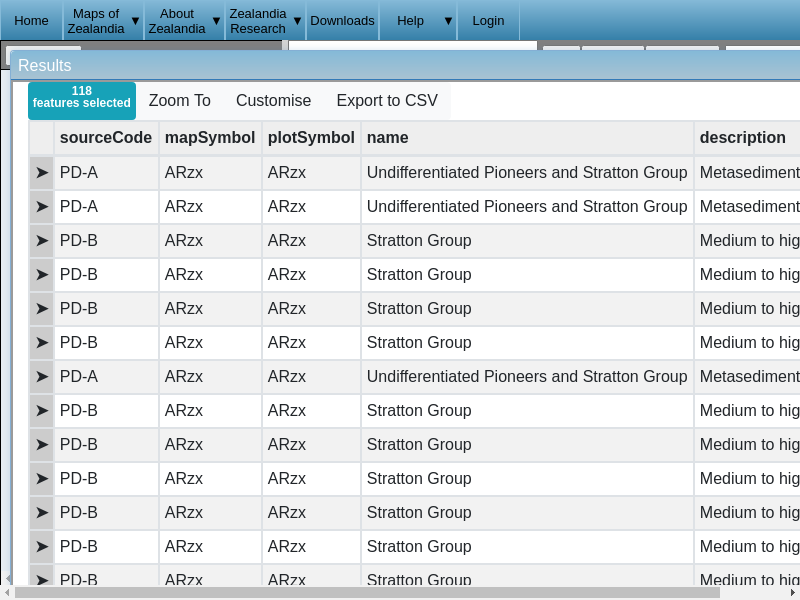 Home Maps of Zealandia ▼ About Zealandia ▼ Zealandia Research ▼ Downloads Help ▼ Login
Results
118 features selected Zoom To Customise Export to CSV
sourceCode mapSymbol plotSymbol name description
➤ PD-A ARzx ARzx Undifferentiated Pioneers and Stratton Group Metasediment
➤ PD-A ARzx ARzx Undifferentiated Pioneers and Stratton Group Metasediment
➤ PD-B ARzx ARzx Stratton Group Medium to hig
➤ PD-B ARzx ARzx Stratton Group Medium to hig
➤ PD-B ARzx ARzx Stratton Group Medium to hig
➤ PD-B ARzx ARzx Stratton Group Medium to hig
➤ PD-A ARzx ARzx Undifferentiated Pioneers and Stratton Group Metasediment
➤ PD-B ARzx ARzx Stratton Group Medium to hig
➤ PD-B ARzx ARzx Stratton Group Medium to hig
➤ PD-B ARzx ARzx Stratton Group Medium to hig
➤ PD-B ARzx ARzx Stratton Group Medium to hig
➤ PD-B ARzx ARzx Stratton Group Medium to hig
➤ PD-B ARzx ARzx Stratton Group Medium to hig